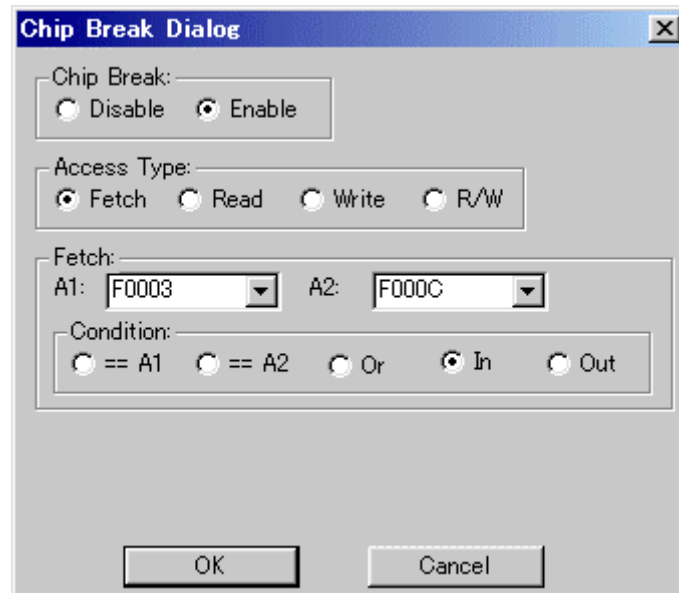 Chip Break Dialog
Chip Break:
Disable Enable
Access Type:
Fetch Read Write R/W
Fetch:
A1: F0003 A2: F000C
Condition:
== A1 == A2 Or In Out
OK Cancel